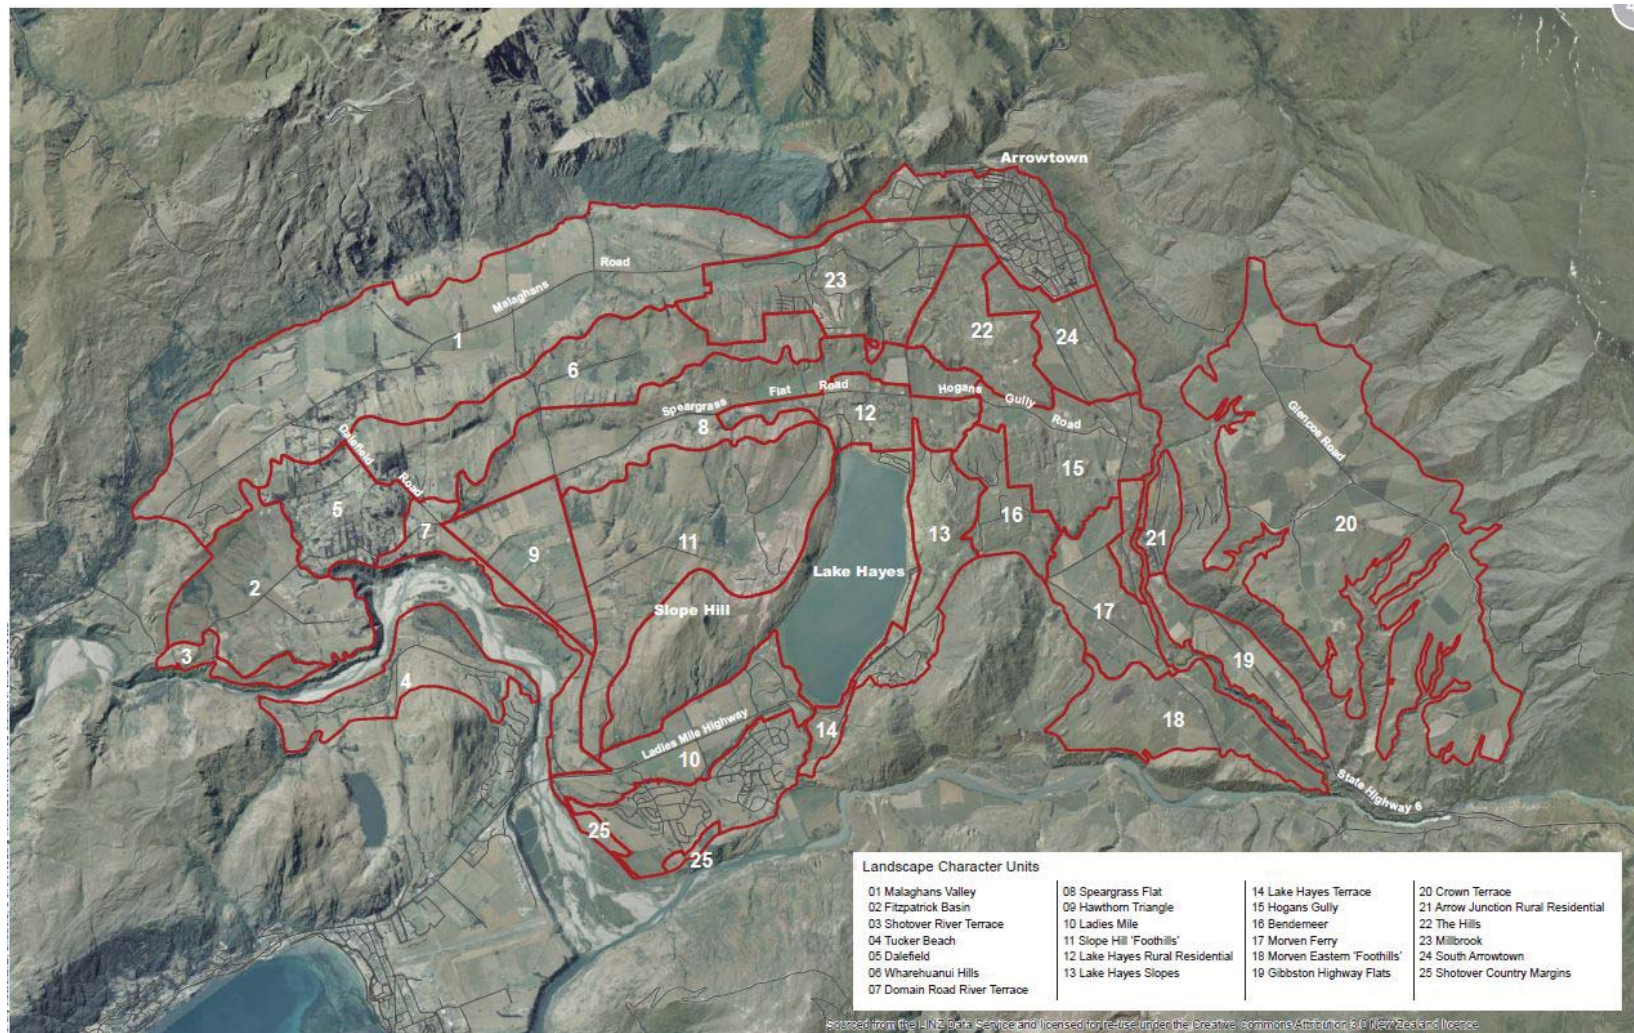 Arrowtown
23
Road
Malaghans
1
6
22
24
Flat
Road
Hogans
Gully
Road
Speargrass
8
12
Glencoe Road
Dalefield
Road
15
5
7
16
20
9
11
13
21
Lake Hayes
2
Slope Hill
17
3
4
19
18
14
Ladies Mile Highway
10
State Highway 6
25
25
Landscape Character Units
01 Malaghans Valley
02 Fitzpatrick Basin
03 Shotover River Terrace
04 Tucker Beach
05 Dalefield
06 Wharehuanui Hills
07 Domain Road River Terrace
08 Speargrass Flat
09 Hawthorn Triangle
10 Ladies Mile
11 Slope Hill 'Foothills'
12 Lake Hayes Rural Residential
13 Lake Hayes Slopes
14 Lake Hayes Terrace
15 Hogans Gully
16 Bendemeer
17 Morven Ferry
18 Morven Eastern 'Foothills'
19 Gibbston Highway Flats
20 Crown Terrace
21 Arrow Junction Rural Residential
22 The Hills
23 Millbrook
24 South Arrowtown
25 Shotover Country Margins
Sourced from the LINZ Data Service and licensed for re-use under the Creative Commons Attribution 3.0 New Zealand licence